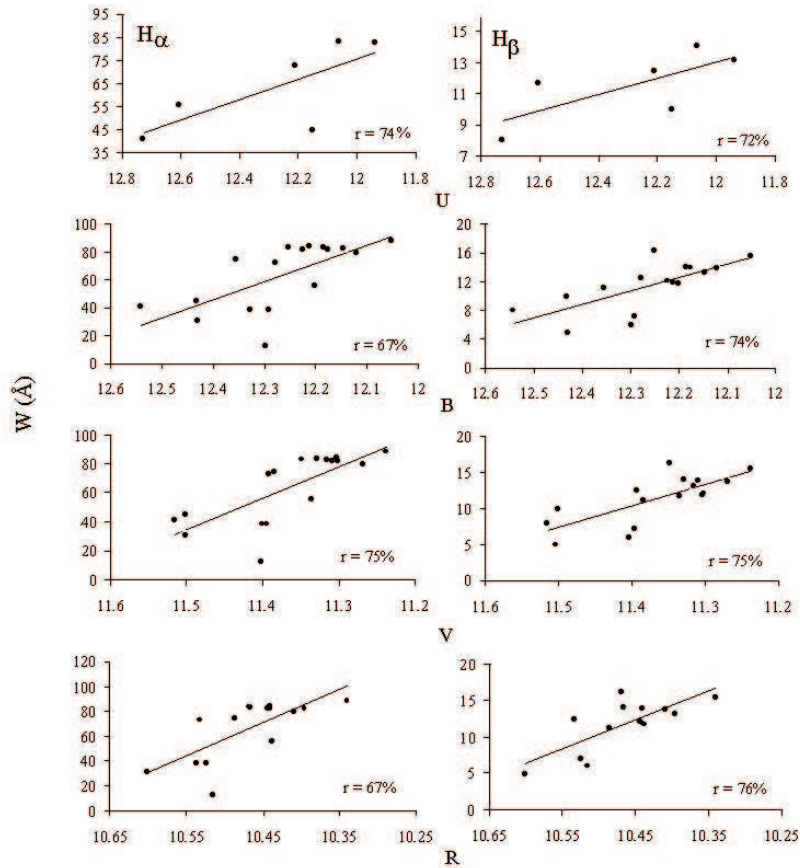 Hα
Hβ
95
85
75
65
55
45
35
r = 74%
12.8 12.6 12.4 12.2 12 11.8
15
13
11
9
7
r = 72%
12.8 12.6 12.4 12.2 12 11.8
U
100
80
60
40
20
0
r = 67%
12.6 12.5 12.4 12.3 12.2 12.1 12
20
16
12
8
4
0
r = 74%
12.6 12.5 12.4 12.3 12.2 12.1 12
B
W (Å)
100
80
60
40
20
0
r = 75%
11.6 11.5 11.4 11.3 11.2
20
15
10
5
0
r = 75%
11.6 11.5 11.4 11.3 11.2
V
120
100
80
60
40
20
0
r = 67%
10.65 10.55 10.45 10.35 10.25
20
15
10
5
0
r = 76%
10.65 10.55 10.45 10.35 10.25
R